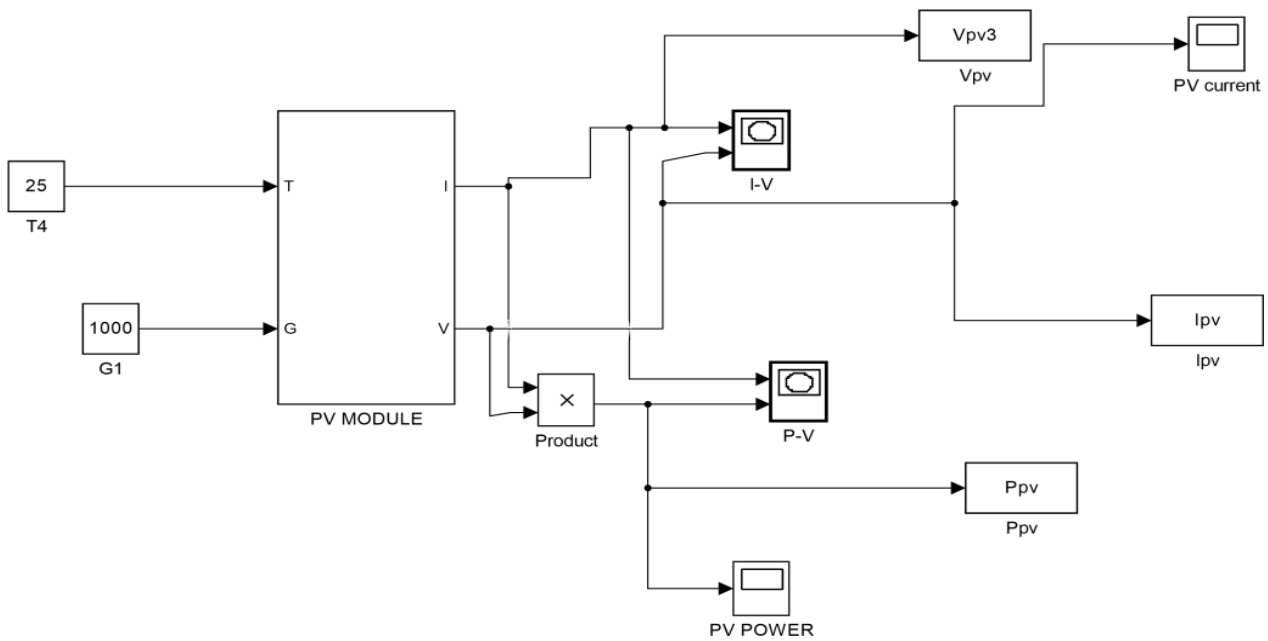 Vpv3
Vpv
PV current
I-V
25
T4
T
I
1000
G1
G
V
PV MODULE
Ipv
Ipv
×
Product
P-V
Ppv
Ppv
PV POWER